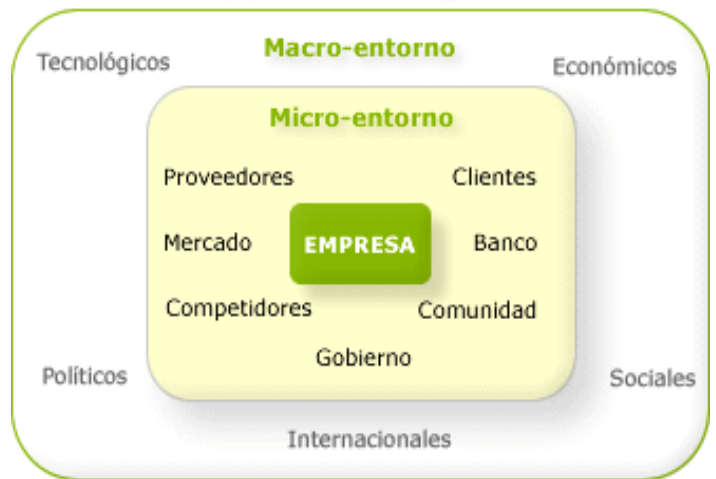 Macro-entorno
Tecnológicos
Económicos
Micro-entorno
Proveedores
Clientes
Mercado
EMPRESA
Banco
Competidores
Comunidad
Gobierno
Políticos
Sociales
Internacionales